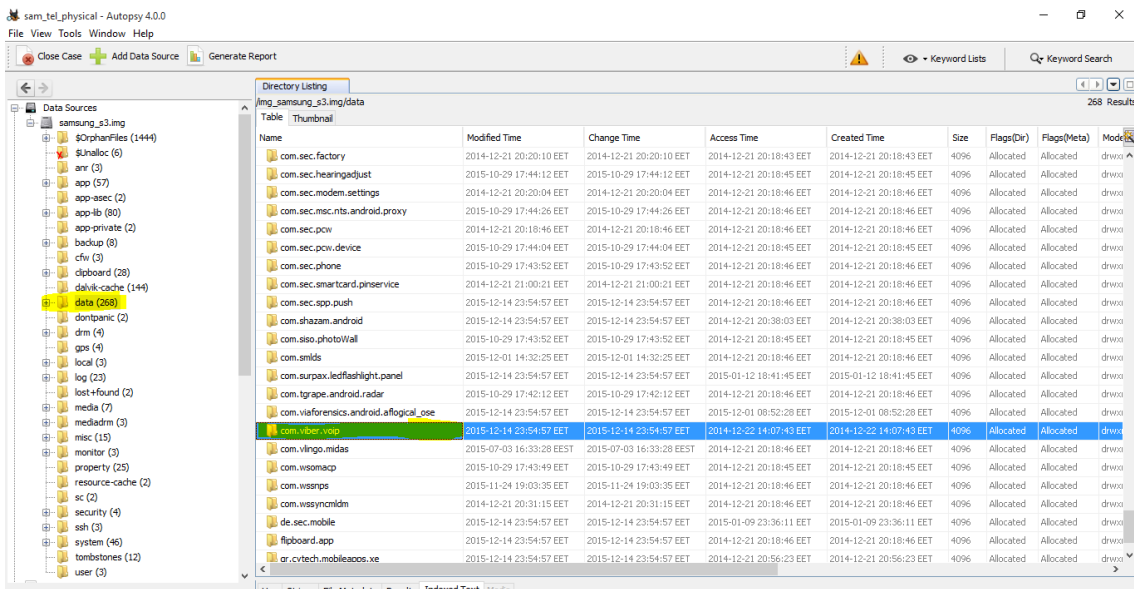 sam_tel_physical - Autopsy 4.0.0
File View Tools Window Help
Close Case Add Data Source Generate Report Keyword Lists Keyword Search
Directory Listing
/img_samsung_s3.img/data 268 Results
Table Thumbnail
Name Modified Time Change Time Access Time Created Time Size Flags(Dir) Flags(Meta) Mode
Data Sources
samsung_s3.img
$OrphanFiles (1444)
$Unalloc (6)
anr (3)
app (57)
app-asec (2)
app-lib (80)
app-private (2)
backup (8)
cfw (3)
clipboard (28)
dalvik-cache (144)
data (268)
dontpanic (2)
drm (4)
gps (4)
local (3)
log (23)
lost+found (2)
media (7)
mediadrm (3)
misc (15)
monitor (3)
property (25)
resource-cache (2)
sc (2)
security (4)
ssh (3)
system (46)
tombstones (12)
user (3)
com.sec.factory 2014-12-21 20:20:10 EET 2014-12-21 20:20:10 EET 2014-12-21 20:18:43 EET 2014-12-21 20:18:43 EET 4096 Allocated Allocated drwx
com.sec.hearingadjust 2015-10-29 17:44:12 EET 2015-10-29 17:44:12 EET 2014-12-21 20:18:45 EET 2014-12-21 20:18:45 EET 4096 Allocated Allocated drwx
com.sec.modem.settings 2014-12-21 20:20:04 EET 2014-12-21 20:20:04 EET 2014-12-21 20:18:46 EET 2014-12-21 20:18:46 EET 4096 Allocated Allocated drwx
com.sec.msc.nts.android.proxy 2015-10-29 17:44:26 EET 2015-10-29 17:44:26 EET 2014-12-21 20:18:46 EET 2014-12-21 20:18:46 EET 4096 Allocated Allocated drwx
com.sec.pcw 2014-12-21 20:18:46 EET 2014-12-21 20:18:46 EET 2014-12-21 20:18:46 EET 2014-12-21 20:18:46 EET 4096 Allocated Allocated drwx
com.sec.pcw.device 2015-10-29 17:44:04 EET 2015-10-29 17:44:04 EET 2014-12-21 20:18:45 EET 2014-12-21 20:18:45 EET 4096 Allocated Allocated drwx
com.sec.phone 2015-10-29 17:43:52 EET 2015-10-29 17:43:52 EET 2014-12-21 20:18:46 EET 2014-12-21 20:18:46 EET 4096 Allocated Allocated drwx
com.sec.smartcard.pinservice 2014-12-21 21:00:21 EET 2014-12-21 21:00:21 EET 2014-12-21 20:18:46 EET 2014-12-21 20:18:46 EET 4096 Allocated Allocated drwx
com.sec.spp.push 2015-12-14 23:54:57 EET 2015-12-14 23:54:57 EET 2014-12-21 20:18:46 EET 2014-12-21 20:18:46 EET 4096 Allocated Allocated drwx
com.shazam.android 2015-12-14 23:54:57 EET 2015-12-14 23:54:57 EET 2014-12-21 20:38:03 EET 2014-12-21 20:38:03 EET 4096 Allocated Allocated drwx
com.siso.photoWall 2015-10-29 17:43:52 EET 2015-10-29 17:43:52 EET 2014-12-21 20:18:46 EET 2014-12-21 20:18:46 EET 4096 Allocated Allocated drwx
com.smlds 2015-12-01 14:32:25 EET 2015-12-01 14:32:25 EET 2014-12-21 20:18:46 EET 2014-12-21 20:18:46 EET 4096 Allocated Allocated drwx
com.surpax.ledflashlight.panel 2015-12-14 23:54:57 EET 2015-12-14 23:54:57 EET 2015-01-12 18:41:45 EET 2015-01-12 18:41:45 EET 4096 Allocated Allocated drwx
com.tgrape.android.radar 2015-10-29 17:42:12 EET 2015-10-29 17:42:12 EET 2014-12-21 20:18:46 EET 2014-12-21 20:18:46 EET 4096 Allocated Allocated drwx
com.viaforensics.android.aflogical_ose 2015-12-14 23:54:57 EET 2015-12-14 23:54:57 EET 2015-12-01 08:52:28 EET 2015-12-01 08:52:28 EET 4096 Allocated Allocated drwx
com.viber.voip 2015-12-14 23:54:57 EET 2015-12-14 23:54:57 EET 2014-12-22 14:07:43 EET 2014-12-22 14:07:43 EET 4096 Allocated Allocated drwx
com.vlingo.midas 2015-07-03 16:33:28 EEST 2015-07-03 16:33:28 EEST 2014-12-21 20:18:46 EET 2014-12-21 20:18:46 EET 4096 Allocated Allocated drwx
com.wsomacp 2015-10-29 17:43:49 EET 2015-10-29 17:43:49 EET 2014-12-21 20:18:45 EET 2014-12-21 20:18:45 EET 4096 Allocated Allocated drwx
com.wssnps 2015-11-24 19:03:35 EET 2015-11-24 19:03:35 EET 2014-12-21 20:18:46 EET 2014-12-21 20:18:46 EET 4096 Allocated Allocated drwx
com.wssyncmldm 2014-12-21 20:31:15 EET 2014-12-21 20:31:15 EET 2014-12-21 20:18:46 EET 2014-12-21 20:18:46 EET 4096 Allocated Allocated drwx
de.sec.mobile 2015-12-14 23:54:57 EET 2015-12-14 23:54:57 EET 2015-01-09 23:36:11 EET 2015-01-09 23:36:11 EET 4096 Allocated Allocated drwx
flipboard.app 2015-12-14 23:54:57 EET 2015-12-14 23:54:57 EET 2014-12-21 20:18:46 EET 2014-12-21 20:18:46 EET 4096 Allocated Allocated drwx
gr.cytech.mobileapps.xe 2015-12-14 23:54:57 EET 2015-12-14 23:54:57 EET 2014-12-21 20:56:23 EET 2014-12-21 20:56:23 EET 4096 Allocated Allocated drwx
Indexed Text